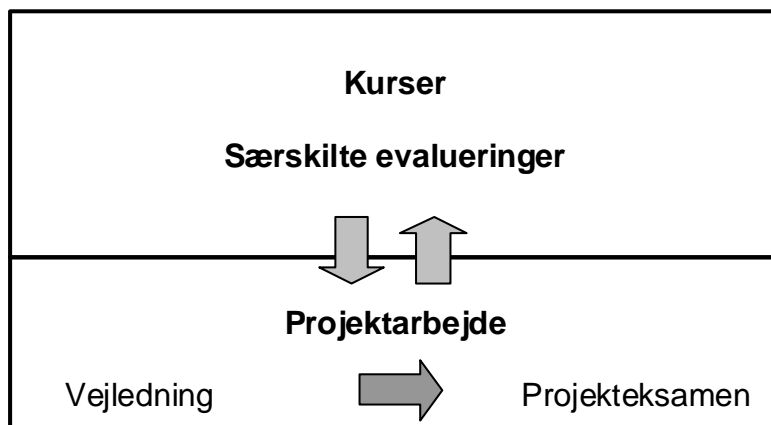 Kurser
Særskilte evalueringer
Projektarbejde
Vejledning Projekteksamen